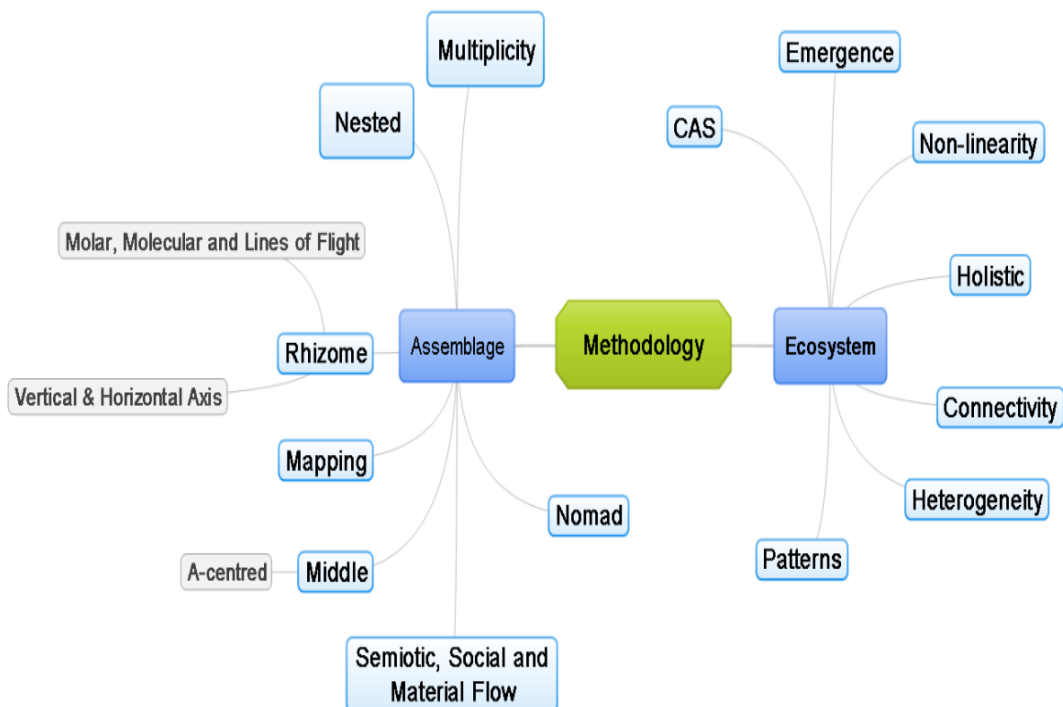 Multiplicity
Emergence
Nested
CAS
Non-linearity
Molar, Molecular and Lines of Flight
Holistic
Rhizome
Assemblage
Methodology
Ecosystem
Vertical & Horizontal Axis
Connectivity
Mapping
Heterogeneity
Nomad
Patterns
A-centred
Middle
Semiotic, Social and
Material Flow